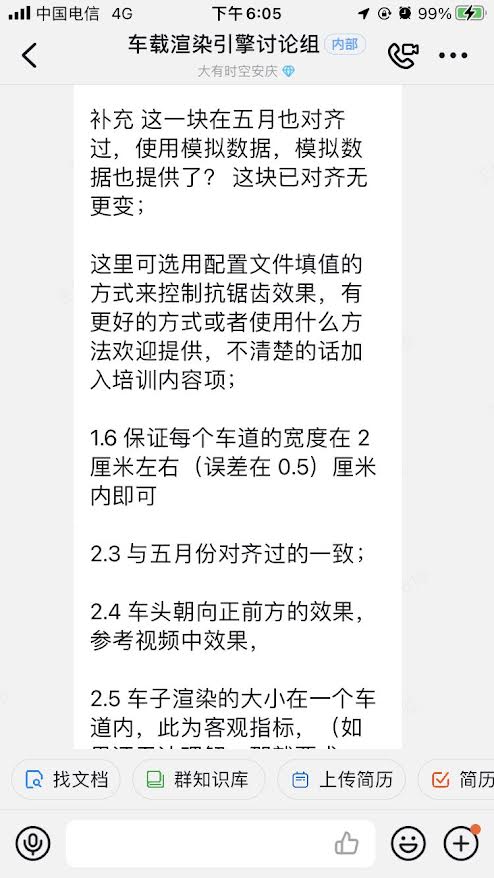 中国电信 4G 下午6:05 99%
车载渲染引擎讨论组 内部
大有时空安庆
补充 这一块在五月也对齐
过，使用模拟数据，模拟数
据也提供了？ 这块已对齐无
更变；
这里可选用配置文件填值的
方式来控制抗锯齿效果，有
更好的方式或者使用什么方
法欢迎提供，不清楚的话加
入培训内容项；
1.6 保证每个车道的宽度在 2
厘米左右（误差在 0.5）厘米
内即可
2.3 与五月份对齐过的一致；
2.4 车头朝向正前方的效果，
参考视频中效果，
2.5 车子渲染的大小在一个车
道内，此为客观指标，（如
找文档 群知识库 上传简历 简历